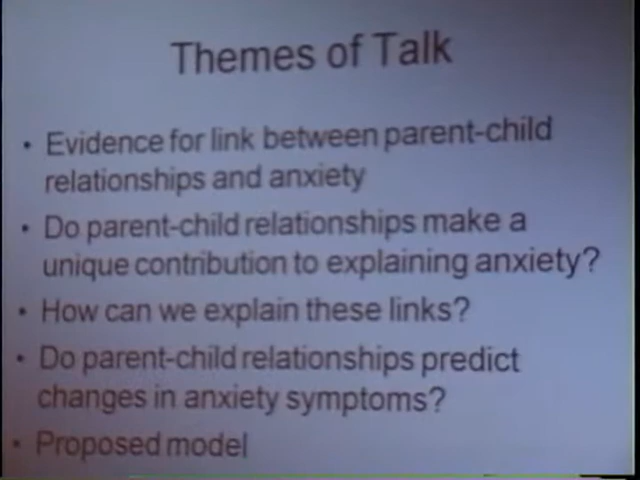 Themes of Talk
• Evidence for link between parent-child
relationships and anxiety
• Do parent-child relationships make a
unique contribution to explaining anxiety?
• How can we explain these links?
• Do parent-child relationships predict
changes in anxiety symptoms?
• Proposed model